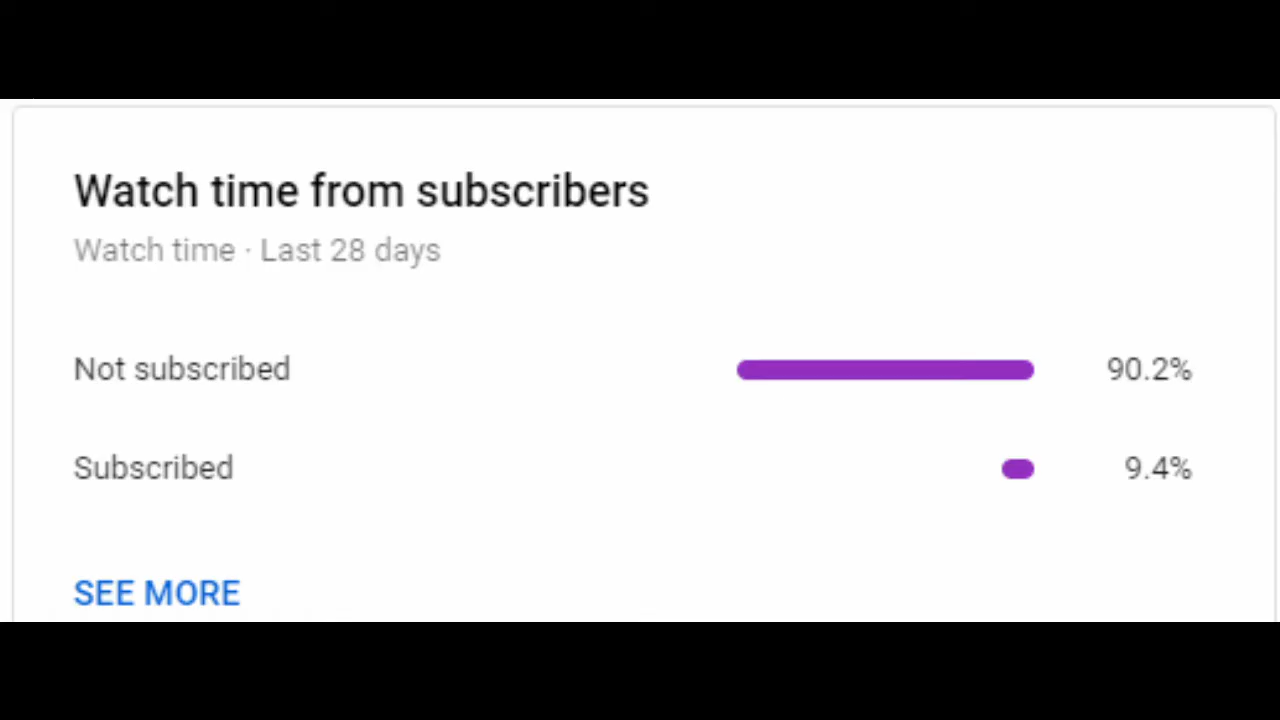 Watch time from subscribers
Watch time · Last 28 days
Not subscribed 90.2%
Subscribed 9.4%
SEE MORE